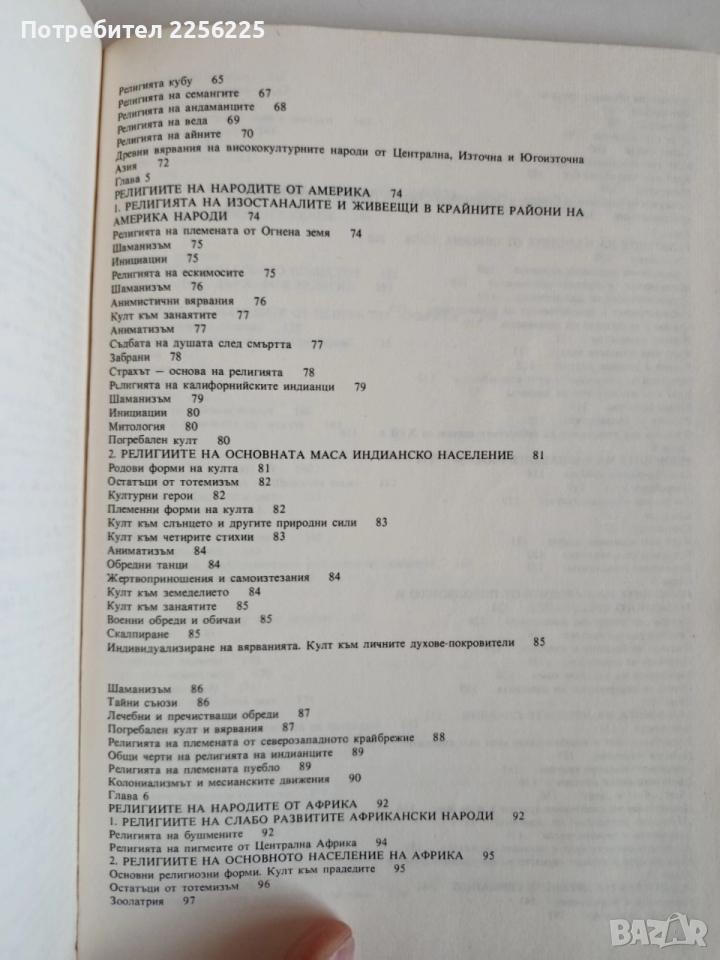 Потребител 2256225
Религията кубу 65
Религията на семангите 67
Религията на андаманците 68
Религията на веда 69
Религията на айните 70
Древни вярвания на висококултурните народи от Централна, Източна и Югоизточна
Азия 72
Глава 5
РЕЛИГИИТЕ НА НАРОДИТЕ ОТ АМЕРИКА 74
1. РЕЛИГИЯТА НА ИЗОСТАНАЛИТЕ И ЖИВЕЕЩИ В КРАЙНИТЕ РАЙОНИ НА
АМЕРИКА НАРОДИ 74
Религията на племената от Огнена земя 74
Шаманизъм 75
Инициации 75
Религията на ескимосите 75
Шаманизъм 76
Анимистични вярвания 76
Култ към занаятите 77
Аниматизъм 77
Съдбата на душата след смъртта 77
Забрани 78
Страхът — основа на религията 78
Религията на калифорнийските индианци 79
Шаманизъм 79
Инициации 80
Митология 80
Погребален култ 80
2. РЕЛИГИИТЕ НА ОСНОВНАТА МАСА ИНДИАНСКО НАСЕЛЕНИЕ 81
Родови форми на култа 81
Остатъци от тотемизъм 82
Културни герои 82
Племенни форми на култа 82
Култ към слънцето и другите природни сили 83
Култ към четирите стихии 83
Аниматизъм 84
Обредни танци 84
Жертвоприношения и самоизтезания 84
Култ към земеделието 84
Култ към занаятите 85
Военни обреди и обичаи 85
Скалпиране 85
Индивидуализиране на вярванията. Култ към личните духове-покровители 85
Шаманизъм 86
Тайни съюзи 86
Лечебни и пречистващи обреди 87
Погребален култ и вярвания 87
Религията на племената от северозападното крайбрежие 88
Общи черти на религията на индианците 89
Религията на племената пуебло 89
Колониализмът и месианските движения 90
Глава 6
РЕЛИГИИТЕ НА НАРОДИТЕ ОТ АФРИКА 92
1. РЕЛИГИИТЕ НА СЛАБО РАЗВИТИТЕ АФРИКАНСКИ НАРОДИ 92
Религията на бушмените 92
Религията на пигмеите от Централна Африка 94
2. РЕЛИГИИТЕ НА ОСНОВНОТО НАСЕЛЕНИЕ НА АФРИКА 95
Основни религиозни форми. Култ към прадедите 95
Остатъци от тотемизъм 96
Зоолатрия 97
BAZAR